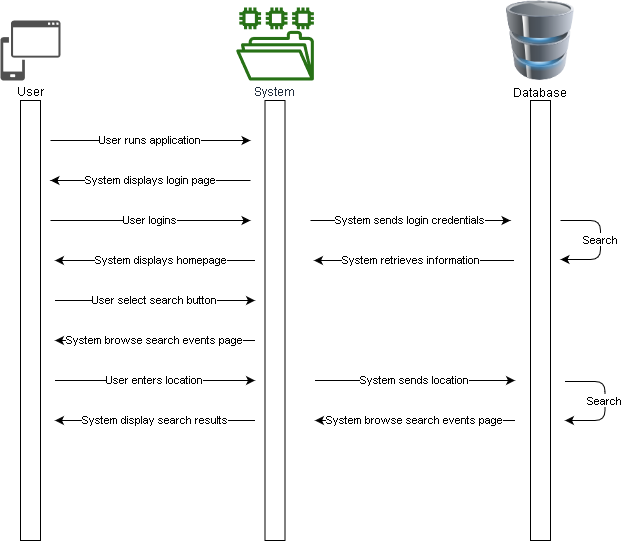 User
System
Database
User runs application
System displays login page
User logins
System sends login credentials
Search
System displays homepage
System retrieves information
User select search button
System browse search events page
User enters location
System sends location
Search
System display search results
System browse search events page